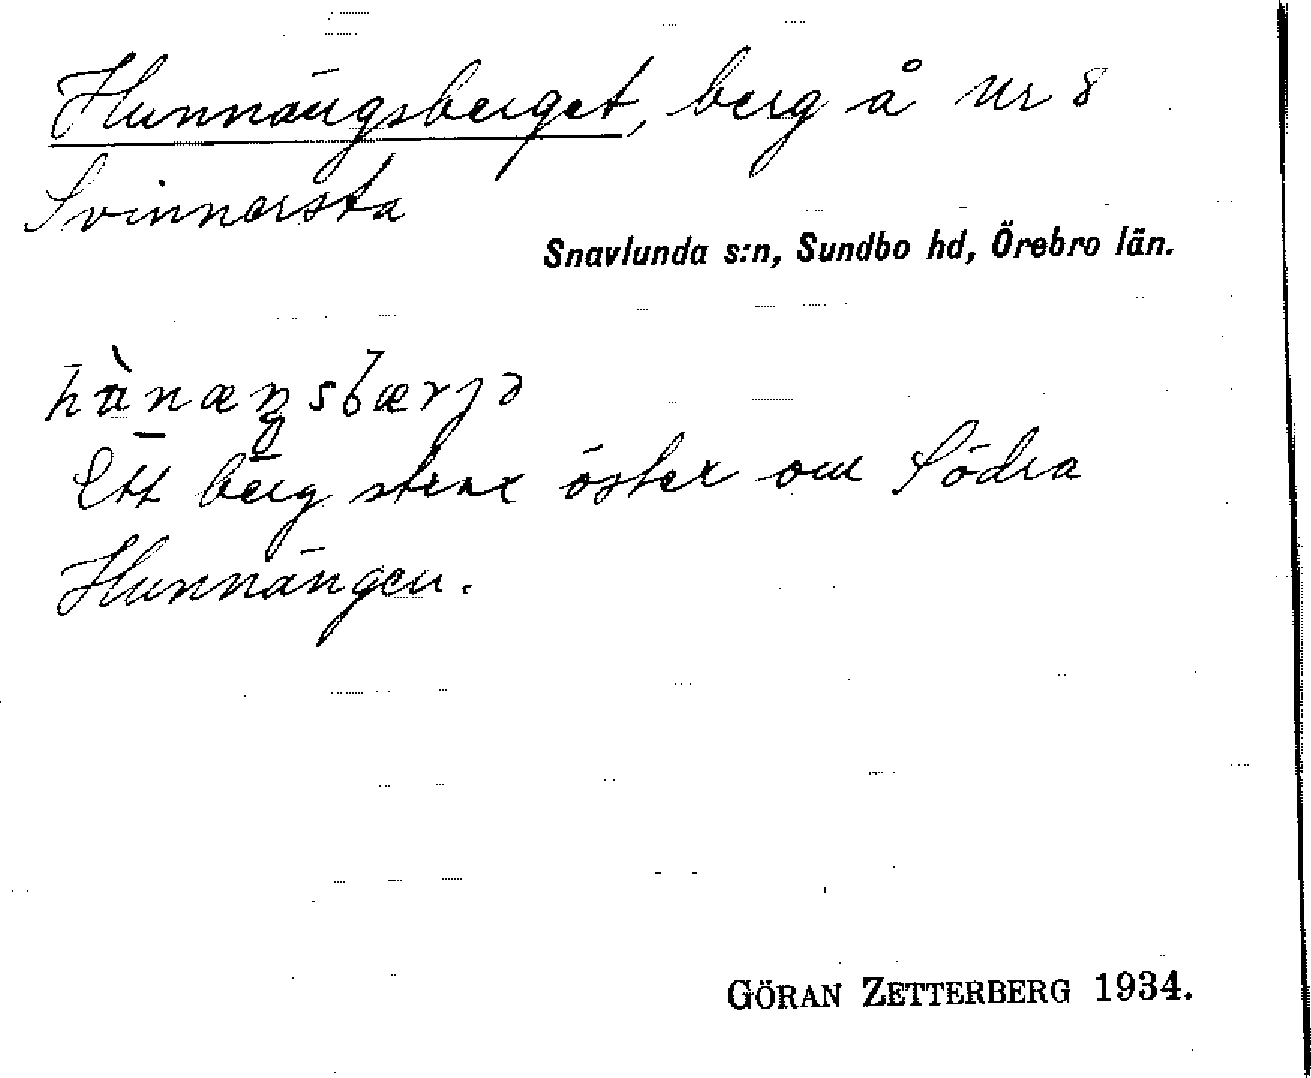 Hunnängsberget, berg å nr 8
Svinnersta
Snavlunda s:n, Sundbo hd, Örebro län.
hùnæŋsbærjə
Ett berg strax öster om Södra
Hunnängen.
GÖRAN ZETTERBERG 1934.